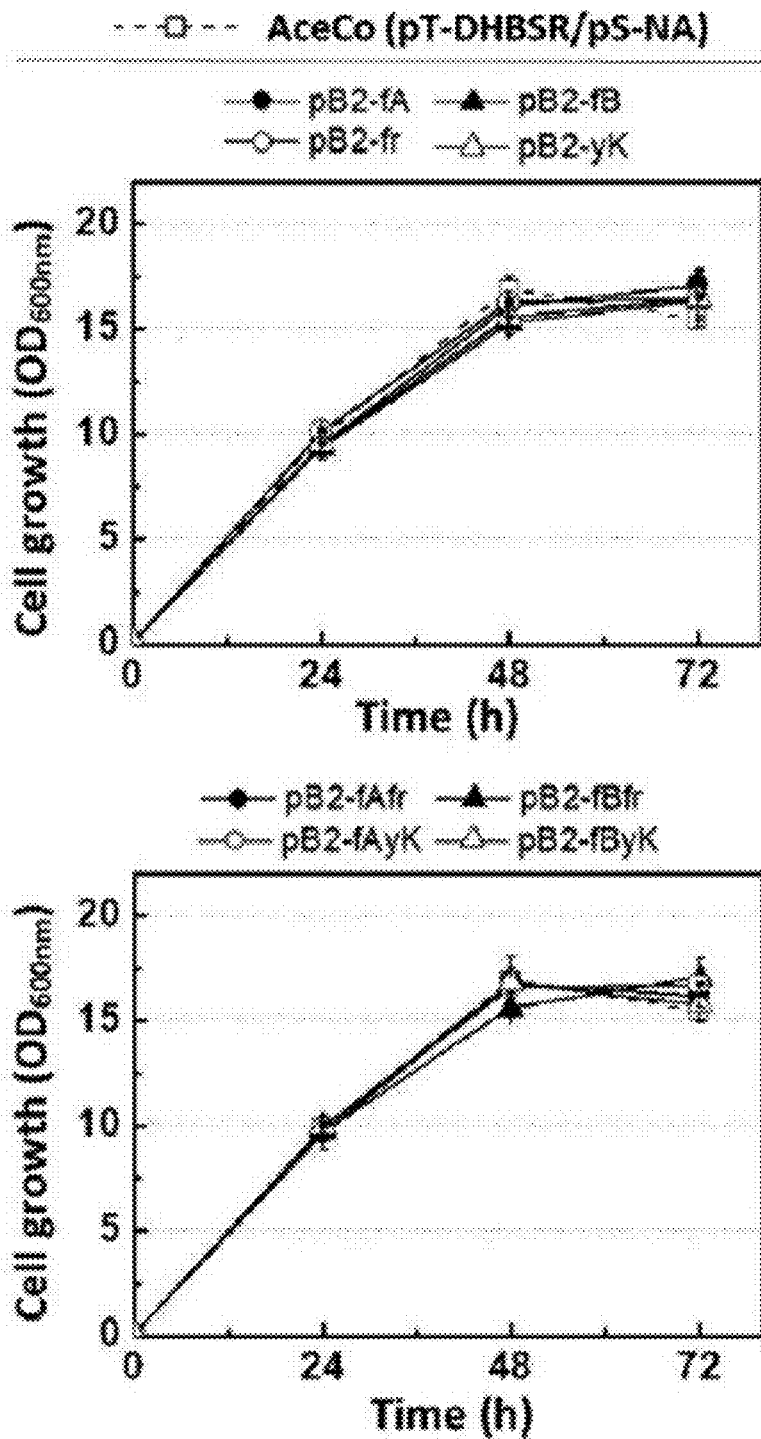 AceCo (pT-DHBSR/pS-NA)
pB2-fA pB2-fB
pB2-fr pB2-yK
Cell growth (OD600nm)
20
15
10
5
0
0 24 48 72
Time (h)
pB2-fAfr pB2-fBfr
pB2-fAyK pB2-fByK
Cell growth (OD600nm)
20
15
10
5
0
0 24 48 72
Time (h)